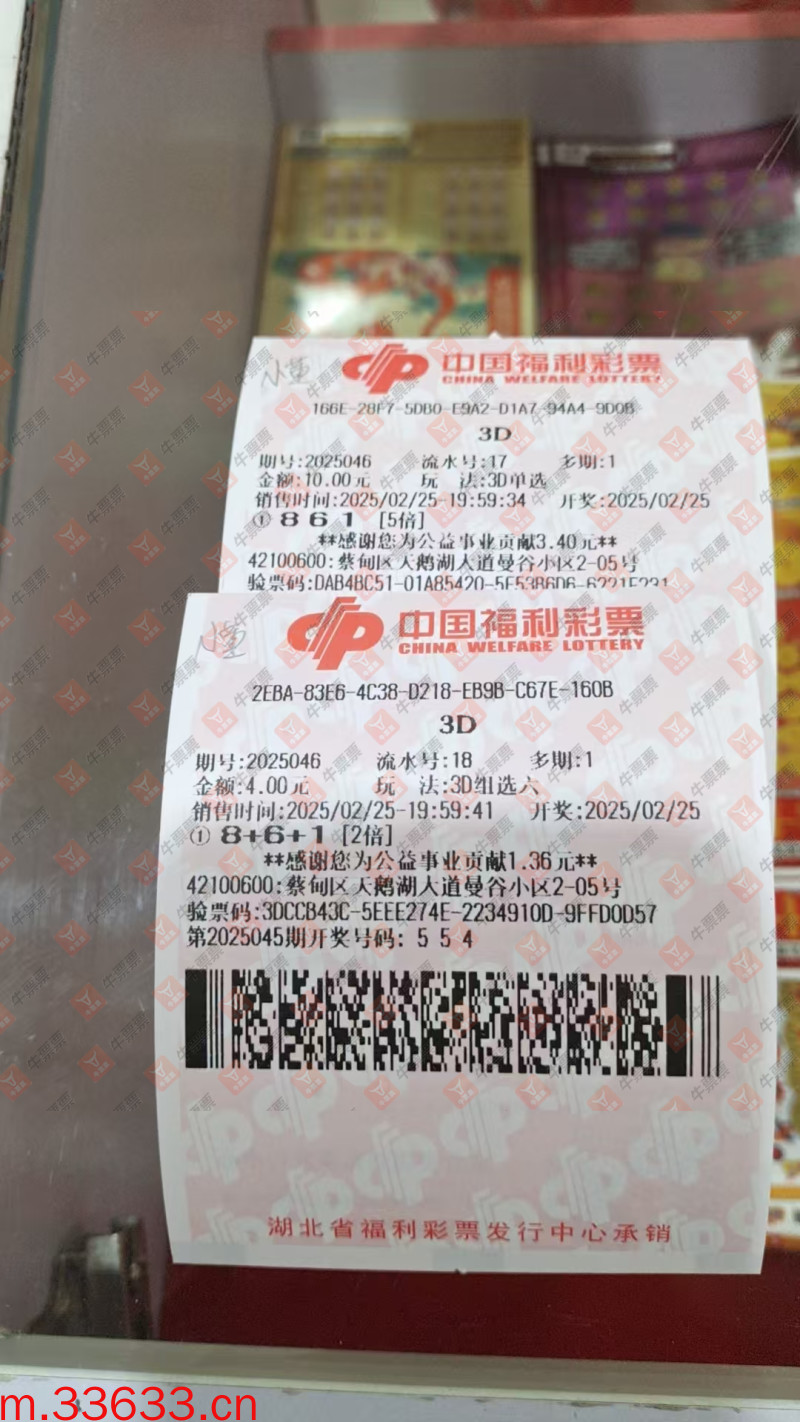 中国福利彩票
CHINA WELFARE LOTTERY
166E-28F7-5DB0-E9A2-D1A7-94A4-9D0B
3D
期号:2025046 流水号:17 多期:1
金额:10.00元 玩 法:3D单选
销售时间:2025/02/25-19:59:34 开奖:2025/02/25
① 8 6 1 [5倍]
**感谢您为公益事业贡献3.40元**
42100600:蔡甸区天鹅湖大道曼谷小区2-05号
验票码:DAB4BC51-01A85420-5F53B6D6-6221F231
中国福利彩票
CHINA WELFARE LOTTERY
2EBA-83E6-4C38-D218-EB9B-C67E-160B
3D
期号:2025046 流水号:18 多期:1
金额:4.00元 玩 法:3D组选六
销售时间:2025/02/25-19:59:41 开奖:2025/02/25
① 8+6+1 [2倍]
**感谢您为公益事业贡献1.36元**
42100600:蔡甸区天鹅湖大道曼谷小区2-05号
验票码:3DCCB43C-5EEE274E-2234910D-9FFD0D57
第2025045期开奖号码: 5 5 4
湖北省福利彩票发行中心承销
牛票票
m.33633.cn